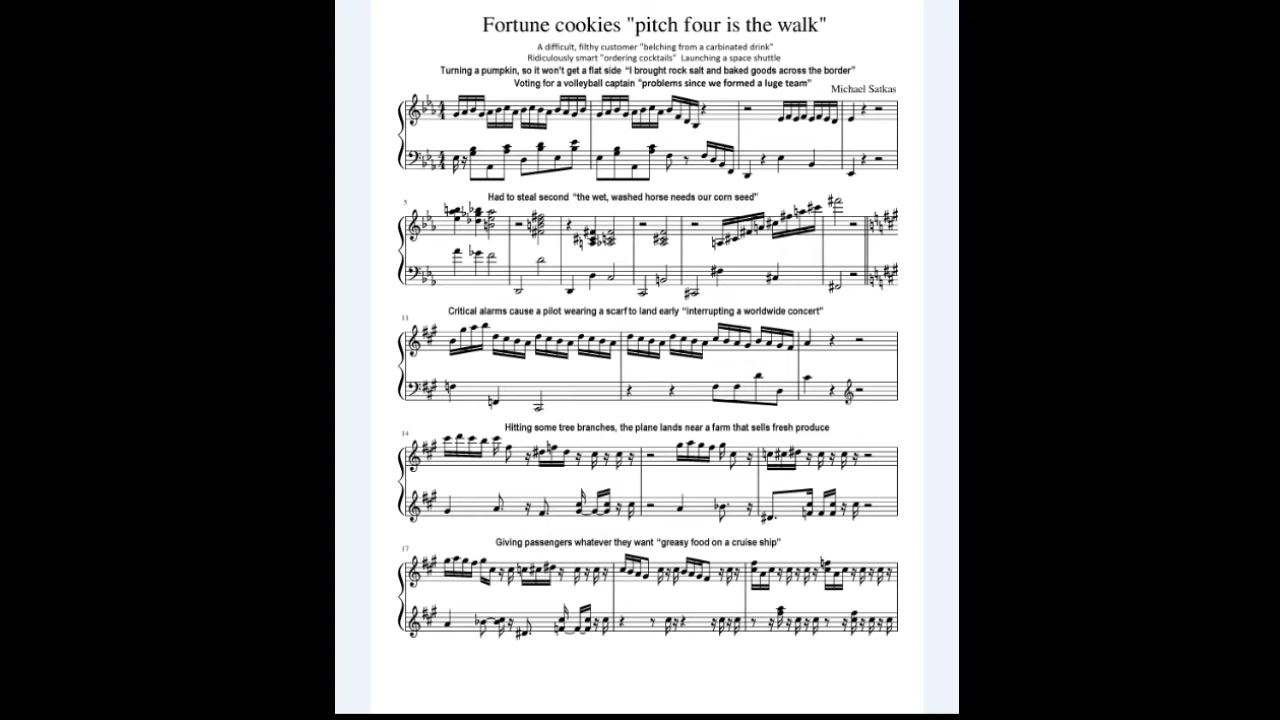 Fortune cookies "pitch four is the walk"
A difficult, filthy customer "belching from a carbinated drink"
Ridiculously smart "ordering cocktails" Launching a space shuttle
Turning a pumpkin, so it won't get a flat side "I brought rock salt and baked goods across the border"
Voting for a volleyball captain "problems since we formed a luge team"
Michael Satkas
Had to steal second "the wet, washed horse needs our corn seed"
5
Critical alarms cause a pilot wearing a scarf to land early "interrupting a worldwide concert"
11
Hitting some tree branches, the plane lands near a farm that sells fresh produce
14
Giving passengers whatever they want "greasy food on a cruise ship"
17